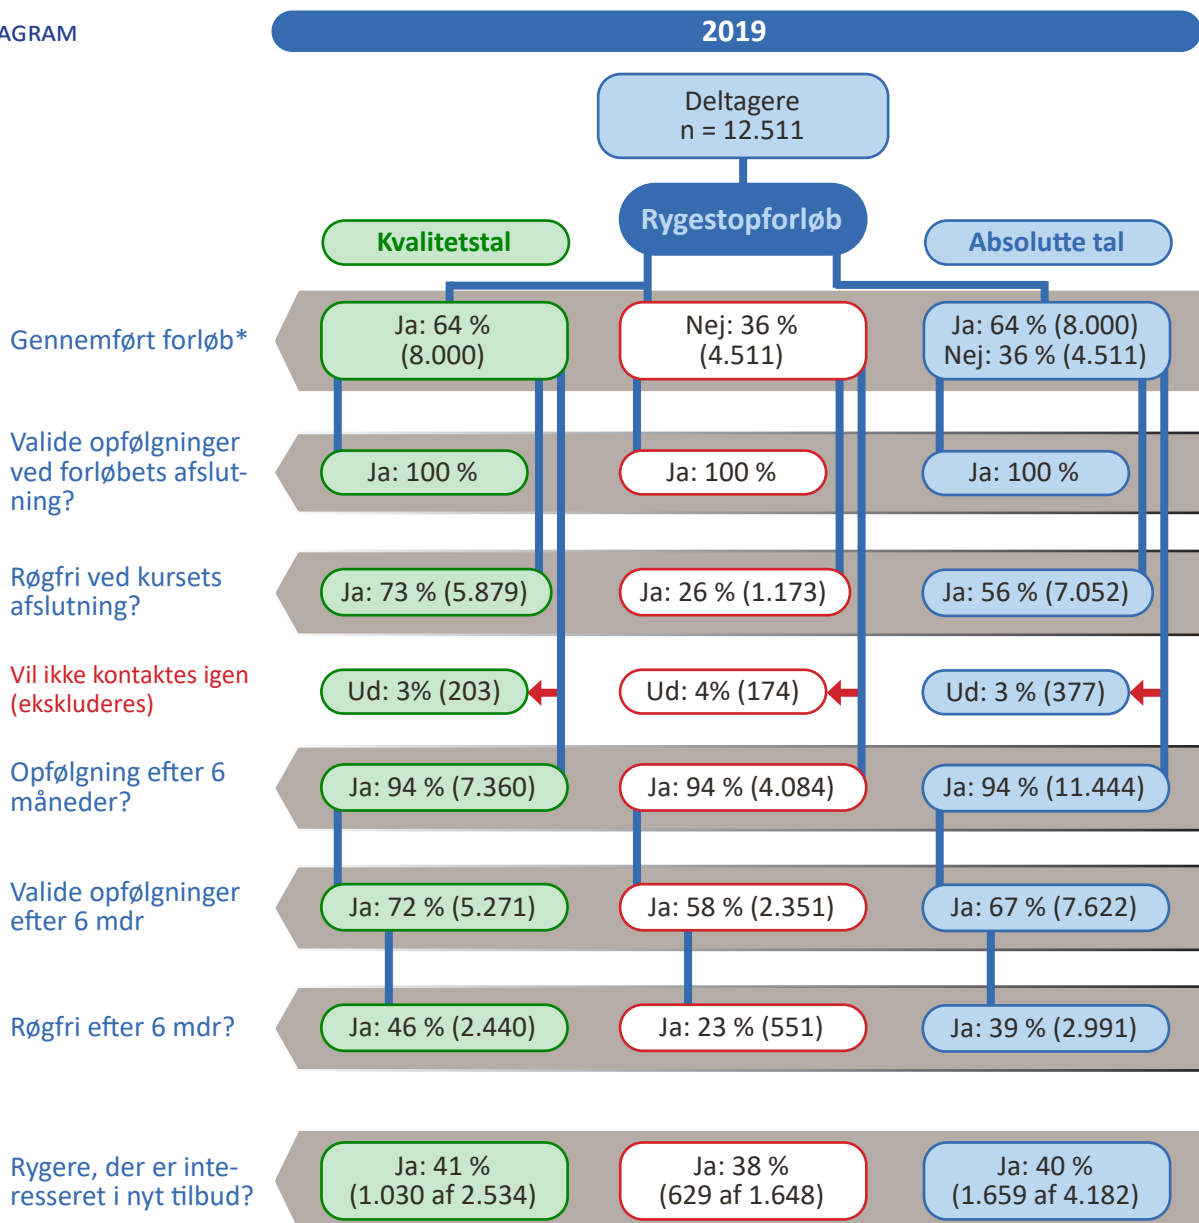 AGRAM
2019
Deltagere
n = 12.511
Rygestopforløb
Kvalitetstal
Absolutte tal
Gennemført forløb*
Ja: 64 %
(8.000)
Nej: 36 %
(4.511)
Ja: 64 % (8.000)
Nej: 36 % (4.511)
Valide opfølgninger
ved forløbets afslut-
ning?
Ja: 100 %
Ja: 100 %
Ja: 100 %
Røgfri ved kursets
afslutning?
Ja: 73 % (5.879)
Ja: 26 % (1.173)
Ja: 56 % (7.052)
Vil ikke kontaktes igen
(ekskluderes)
Ud: 3% (203)
Ud: 4% (174)
Ud: 3 % (377)
Opfølgning efter 6
måneder?
Ja: 94 % (7.360)
Ja: 94 % (4.084)
Ja: 94 % (11.444)
Valide opfølgninger
efter 6 mdr
Ja: 72 % (5.271)
Ja: 58 % (2.351)
Ja: 67 % (7.622)
Røgfri efter 6 mdr?
Ja: 46 % (2.440)
Ja: 23 % (551)
Ja: 39 % (2.991)
Rygere, der er inte-
resseret i nyt tilbud?
Ja: 41 %
(1.030 af 2.534)
Ja: 38 %
(629 af 1.648)
Ja: 40 %
(1.659 af 4.182)